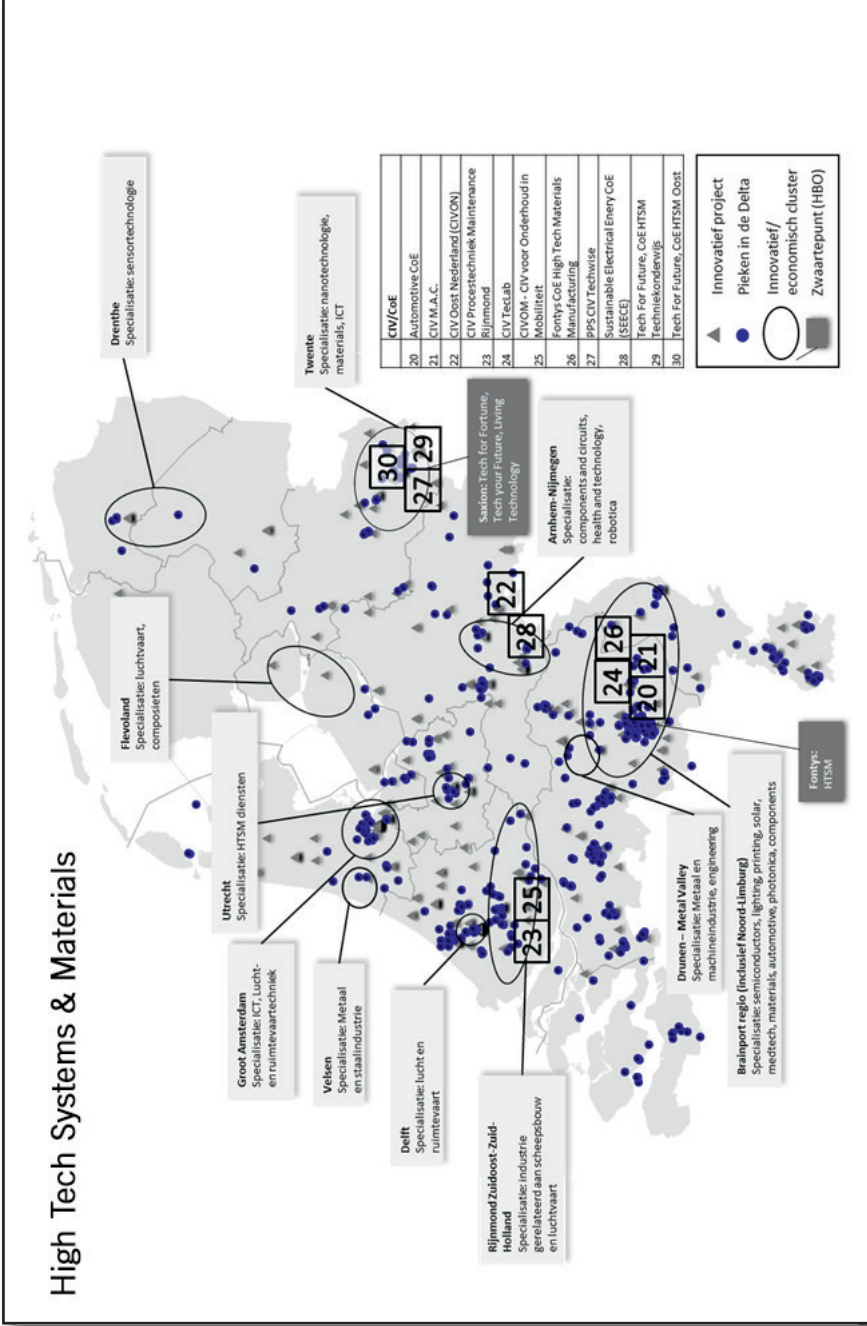 High Tech Systems & Materials
Drenthe
Specialisatie: sensortechnologie
Flevoland
Specialisatie: luchtvaart,
composieten
Utrecht
Specialisatie: HTSM diensten
Groot Amsterdam
Specialisatie: ICT, Lucht-
en ruimtevaartechniek
Velsen
Specialisatie: Metaal
en staalindustrie
Delft
Specialisatie: lucht en
ruimtevaart
Rijnmond Zuidoost-Zuid-
Holland
Specialisatie: industrie
gerelateerd aan scheepsbouw
en luchtvaart
Twente
Specialisatie: nanotechnologie,
materials, ICT
30
27 29
Saxion: Tech for Fortune,
Tech your Future, Living
Technology
Arnhem-Nijmegen
Specialisatie:
components and circuits,
health and technology,
robotica
22
28
24 26
20 21
23 25
Drunen – Metal Valley
Specialisatie: Metaal en
machineindustrie, engineering
Brainport regio (inclusief Noord-Limburg)
Specialisatie: semiconductors, lighting, printing, solar,
medtech, materials, automotive, photonika, components
Fontys:
HTSM
CIV/CoE
20 Automotive CoE
21 CIV M.A.C.
22 CIV Oost Nederland (CIVON)
CIV Procestechniek Maintenance
23 Rijnmond
24 CIV TecLab
CIVOM - CIV voor Onderhoud in
25 Mobiliteit
Fontys CoE High Tech Materials
26 Manufacturing
27 PPS CIV Techwise
Sustainable Electrical Enery CoE
28 (SEECE)
Tech For Future, CoE HTSM
29 Techniekonderwijs
30 Tech For Future, CoE HTSM Oost
Innovatief project
Pieken in de Delta
Innovatief/
economisch cluster
Zwaartepunt (HBO)